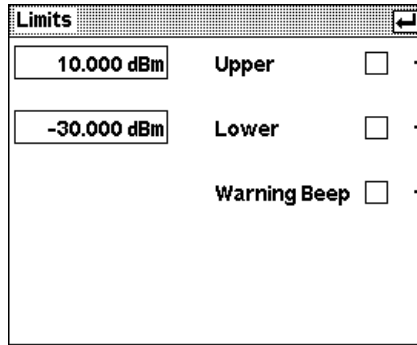 Limits
10.000 dBm Upper
-30.000 dBm Lower
Warning Beep